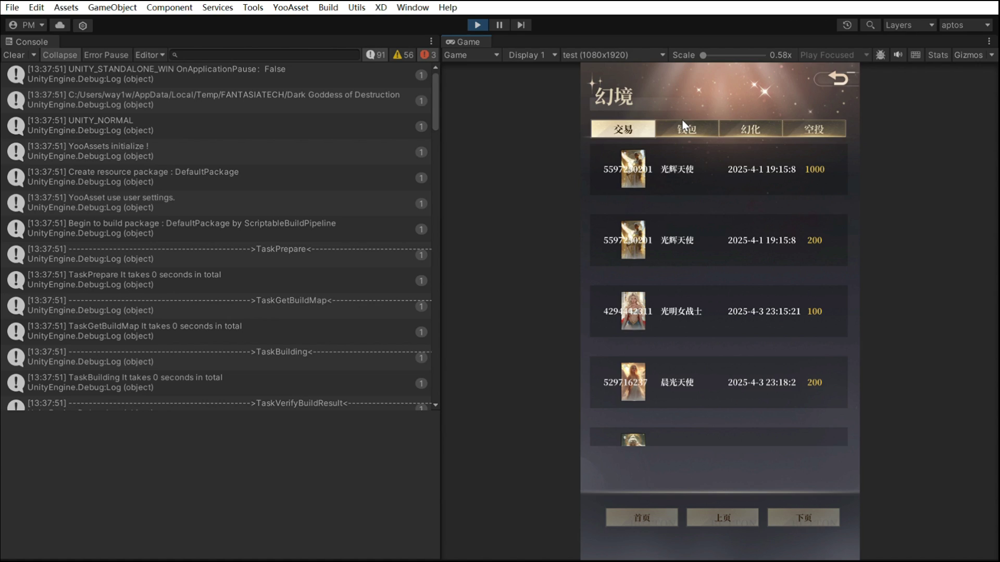 File Edit Assets GameObject Component Services Tools YooAsset Build Utils XD Window Help
PM Layers aptos
Console
Clear Collapse Error Pause Editor 91 56 3
[13:37:51] UNITY_STANDALONE_WIN OnApplicationPause: False
UnityEngine.Debug:Log (object)
1
[13:37:51] C:/Users/way1w/AppData/Local/Temp/FANTASIATECH/Dark Goddess of Destruction
UnityEngine.Debug:Log (object)
1
[13:37:51] UNITY_NORMAL
UnityEngine.Debug:Log (object)
1
[13:37:51] YooAssets initialize !
UnityEngine.Debug:Log (object)
1
[13:37:51] Create resource package : DefaultPackage
UnityEngine.Debug:Log (object)
1
[13:37:51] YooAsset use user settings.
UnityEngine.Debug:Log (object)
1
[13:37:51] Begin to build package : DefaultPackage by ScriptableBuildPipeline
UnityEngine.Debug:Log (object)
1
[13:37:51] -------------------------------------------->TaskPrepare<-----------------------------
UnityEngine.Debug:Log (object)
1
[13:37:51] TaskPrepare It takes 0 seconds in total
UnityEngine.Debug:Log (object)
1
[13:37:51] -------------------------------------------->TaskGetBuildMap<------------------------
UnityEngine.Debug:Log (object)
1
[13:37:51] TaskGetBuildMap It takes 0 seconds in total
UnityEngine.Debug:Log (object)
1
[13:37:51] -------------------------------------------->TaskBuilding<----------------------------
UnityEngine.Debug:Log (object)
1
[13:37:51] TaskBuilding It takes 0 seconds in total
UnityEngine.Debug:Log (object)
1
[13:37:51] -------------------------------------------->TaskVerifyBuildResult<--------------------
1
Game
Game Display 1 test (1080x1920) Scale 0.58x Play Focused Stats Gizmos
幻境
交易 钱包 幻化 空投
5597230201 光辉天使 2025-4-1 19:15:8 1000
5597230201 光辉天使 2025-4-1 19:15:8 200
4294442311 光明女战士 2025-4-3 23:15:21 100
529716237 晨光天使 2025-4-3 23:18:2 200
首页 上页 下页